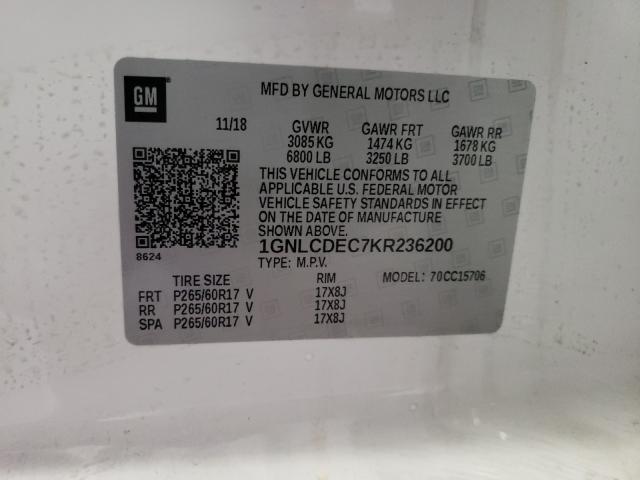 GM
MFD BY GENERAL MOTORS LLC
11/18 GVWR GAWR FRT GAWR RR
3085 KG 1474 KG 1678 KG
6800 LB 3250 LB 3700 LB
THIS VEHICLE CONFORMS TO ALL
APPLICABLE U.S. FEDERAL MOTOR
VEHICLE SAFETY STANDARDS IN EFFECT
ON THE DATE OF MANUFACTURE
SHOWN ABOVE.
8624
1GNLCDEC7KR236200
TYPE: M.P.V. MODEL: 70CC15706
TIRE SIZE RIM
FRT P265/60R17 V 17X8J
RR P265/60R17 V 17X8J
SPA P265/60R17 V 17X8J